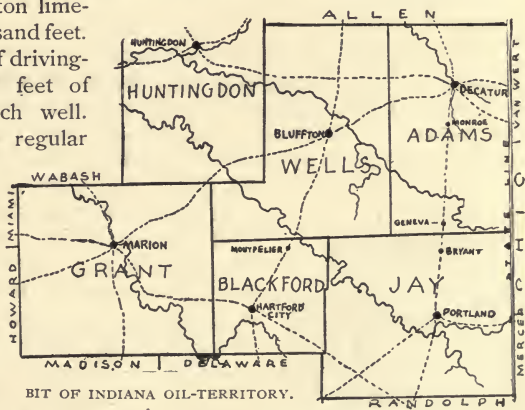 ton lime-
sand feet.
f driving-
feet of
ch well.
regular
ALLEN
HUNTINGDON
HUNTINGDON
DECATUR
VANWERT
MONROE
BLUFFTON
ADAMS
WELLS
WABASH
GENEVA
MIAMI
MARION
MONTPELIER
BRYANT
GRANT
BLACKFORD
JAY
HOWARD
HARTFORD
CITY
PORTLAND
MERCER
MADISON
DELAWARE
RANDOLPH
BIT OF INDIANA OIL-TERRITORY.